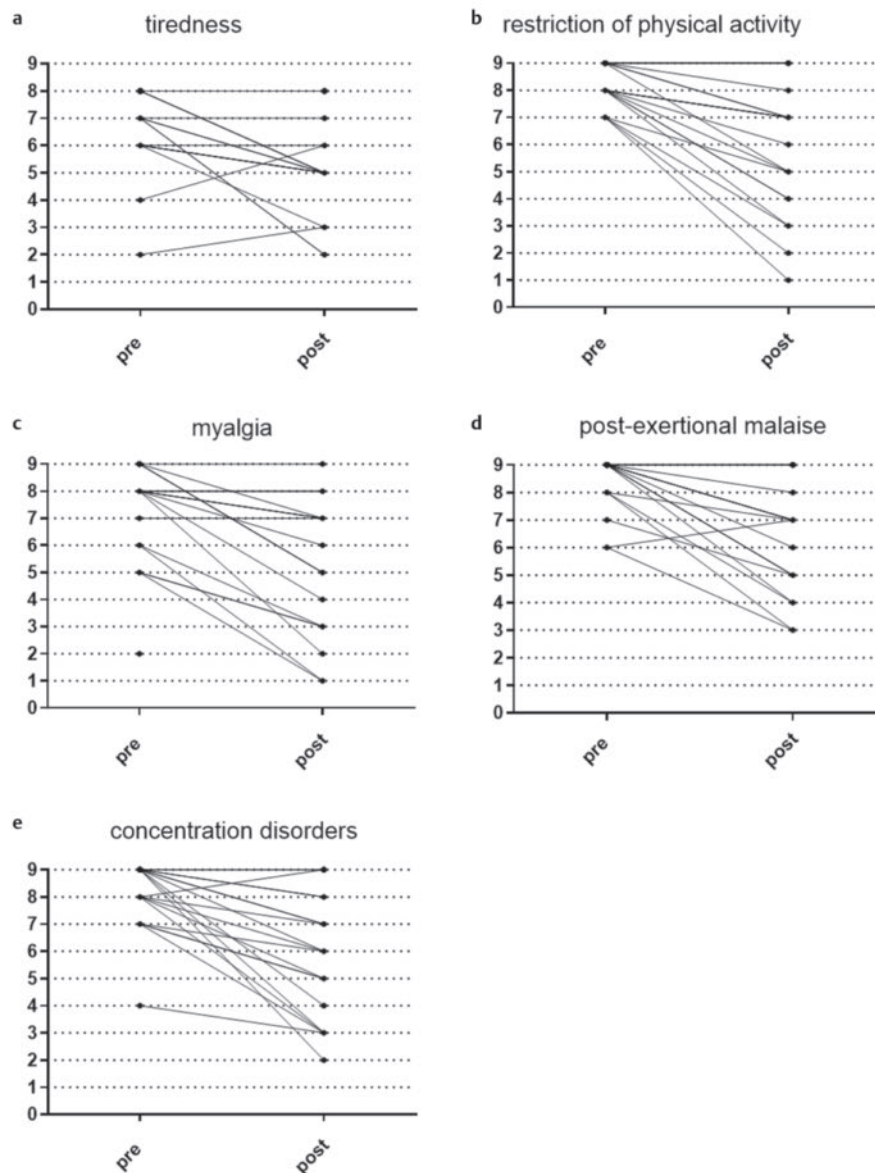 a
tiredness
9
8
7
6
5
4
3
2
1
0
pre
post
b
restriction of physical activity
9
8
7
6
5
4
3
2
1
0
pre
post
c
myalgia
9
8
7
6
5
4
3
2
1
0
pre
post
d
post-exertional malaise
9
8
7
6
5
4
3
2
1
0
pre
post
e
concentration disorders
9
8
7
6
5
4
3
2
1
0
pre
post